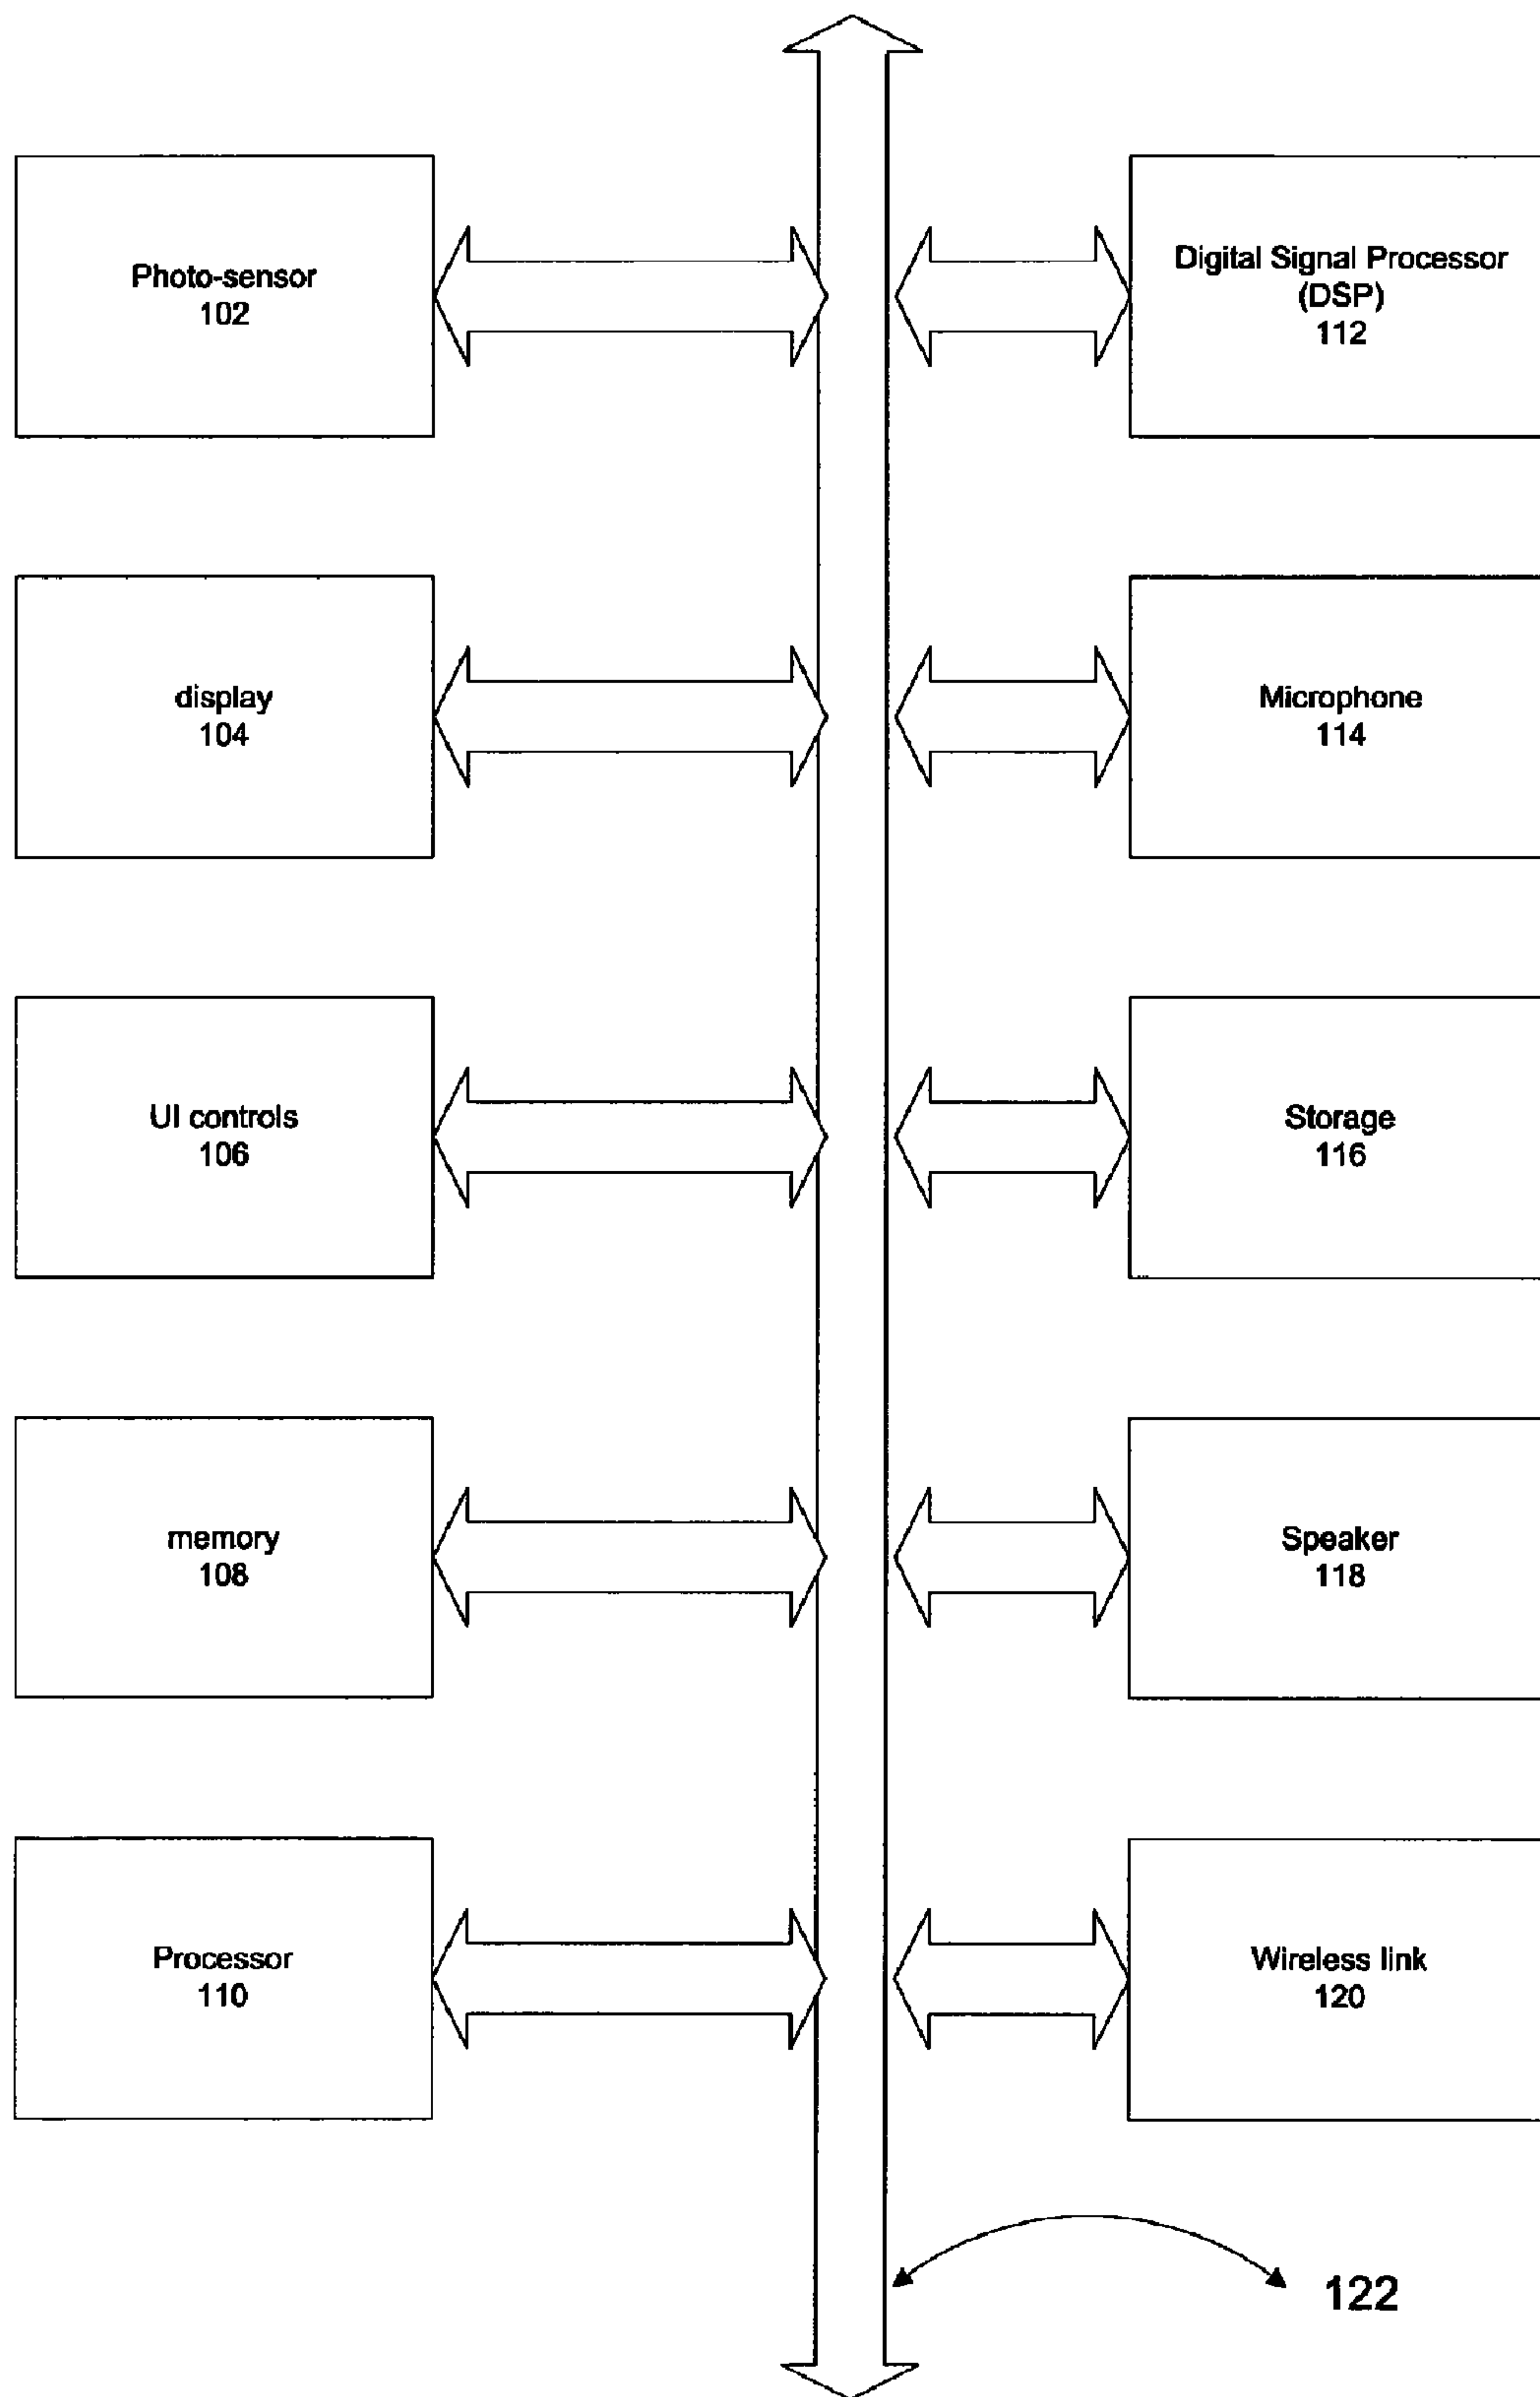 Photo-sensor
102
Digital Signal Processor
(DSP)
112
display
104
Microphone
114
UI controls
106
Storage
116
memory
108
Speaker
118
Processor
110
Wireless link
120
122